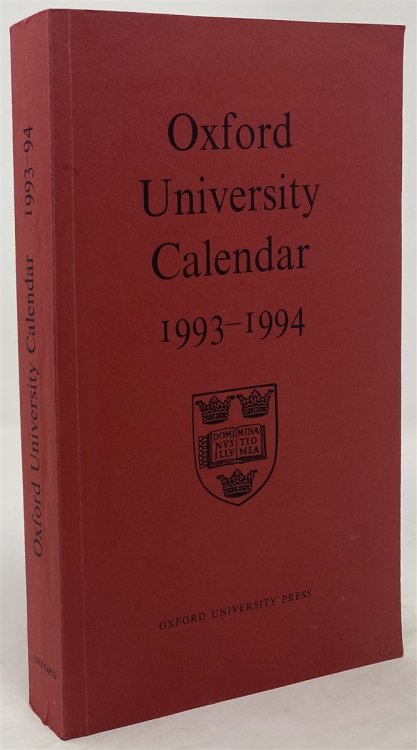 Oxford
University
Calendar
1993–1994
DOMI MINA
NVS TIO
ILLV MEA
OXFORD UNIVERSITY PRESS
Oxford University Calendar 1993–94
OXFORD